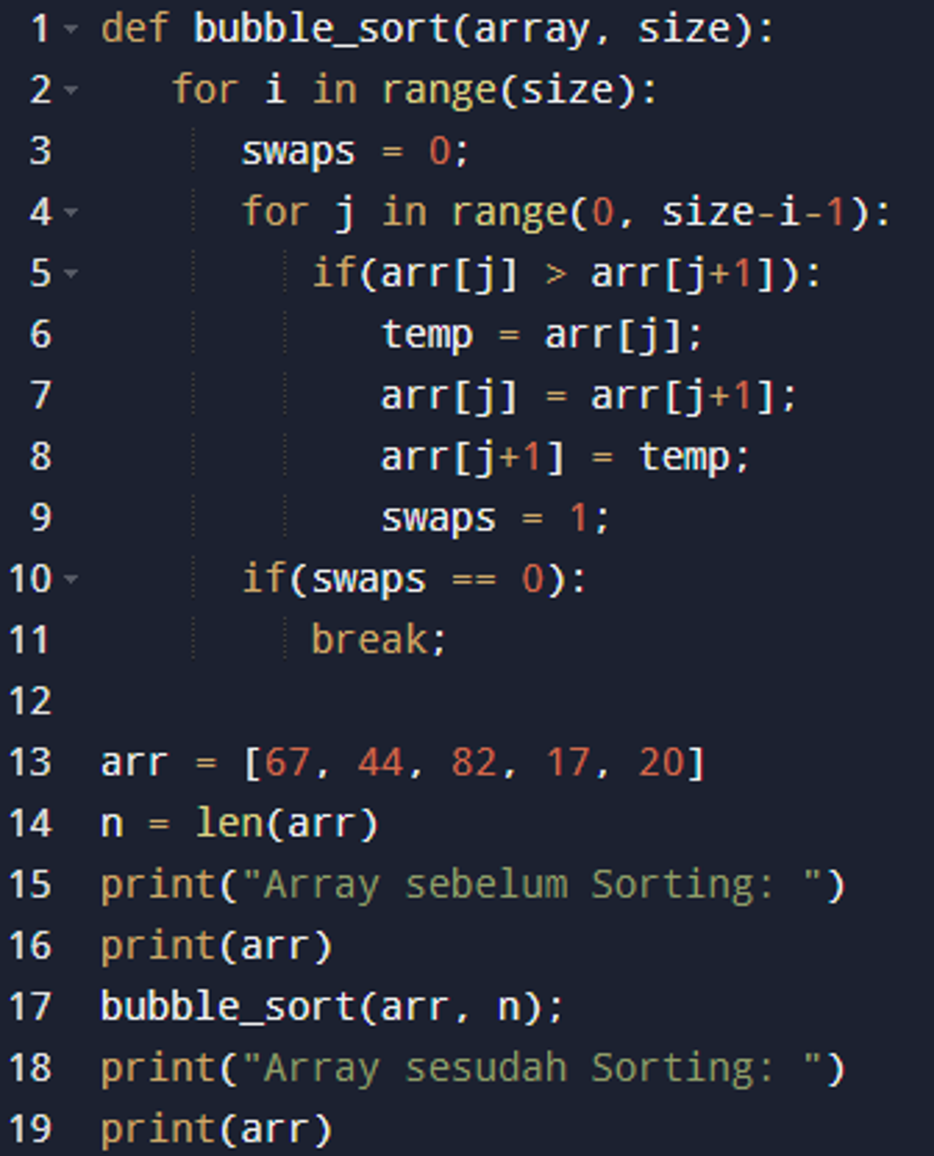 1 def bubble_sort(array, size):
2 for i in range(size):
3 swaps = 0;
4 for j in range(0, size-i-1):
5 if(arr[j] > arr[j+1]):
6 temp = arr[j];
7 arr[j] = arr[j+1];
8 arr[j+1] = temp;
9 swaps = 1;
10 if(swaps == 0):
11 break;
12
13 arr = [67, 44, 82, 17, 20]
14 n = len(arr)
15 print("Array sebelum Sorting: ")
16 print(arr)
17 bubble_sort(arr, n);
18 print("Array sesudah Sorting: ")
19 print(arr)